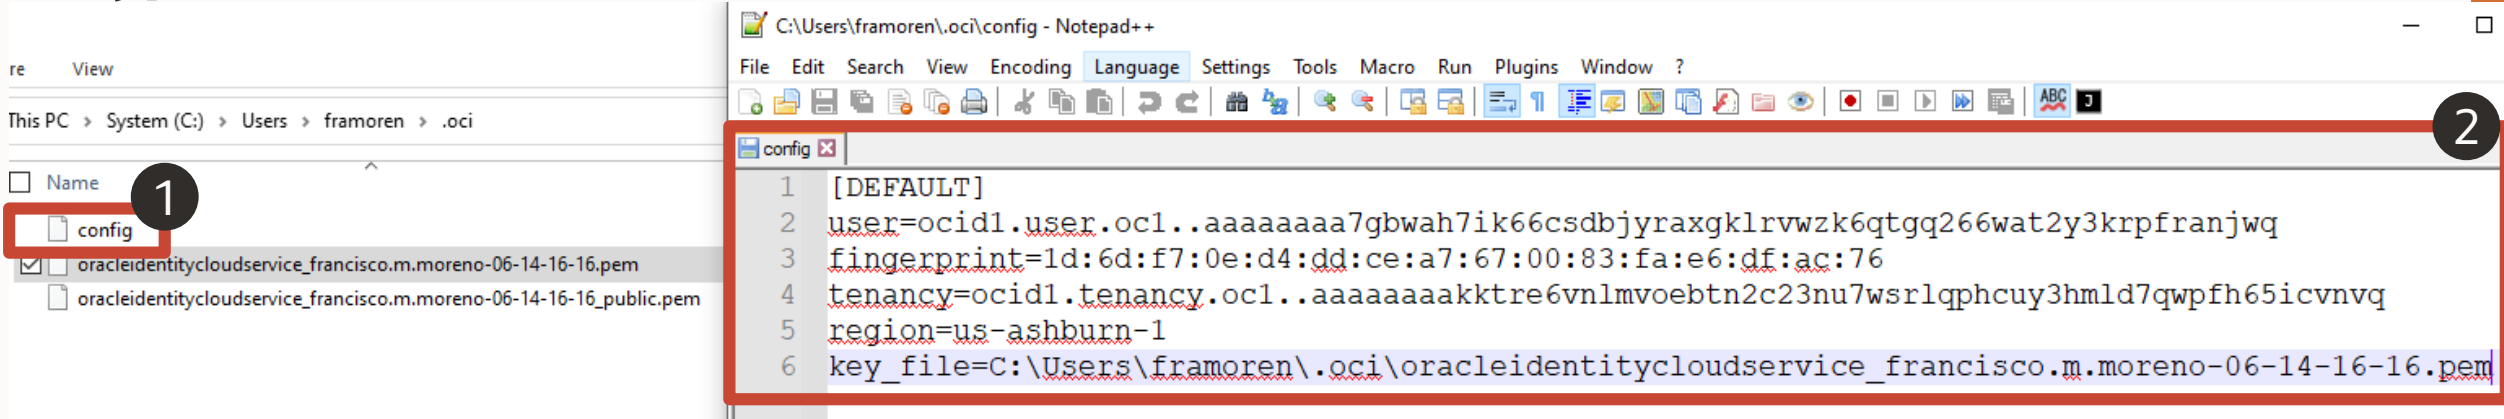 re View
This PC > System (C:) > Users > framoren > .oci
Name
1
config
oracleidentitycloudservice_francisco.m.moreno-06-14-16-16.pem
oracleidentitycloudservice_francisco.m.moreno-06-14-16-16_public.pem
C:\Users\framoren\.oci\config - Notepad++
File Edit Search View Encoding Language Settings Tools Macro Run Plugins Window ?
ABC
2
config
1 [DEFAULT]
2 user=ocid1.user.oc1..aaaaaaaa7gbwah7ik66csdbjyraxgklrvwzk6qtgq266wat2y3krpfranjwq
3 fingerprint=1d:6d:f7:0e:d4:dd:ce:a7:67:00:83:fa:e6:df:ac:76
4 tenancy=ocid1.tenancy.oc1..aaaaaaaakktre6vnlmvoebtn2c23nu7wsrlqphcuy3hmld7qwpfh65icvnvq
5 region=us-ashburn-1
6 key_file=C:\Users\framoren\.oci\oracleidentitycloudservice_francisco.m.moreno-06-14-16-16.pem